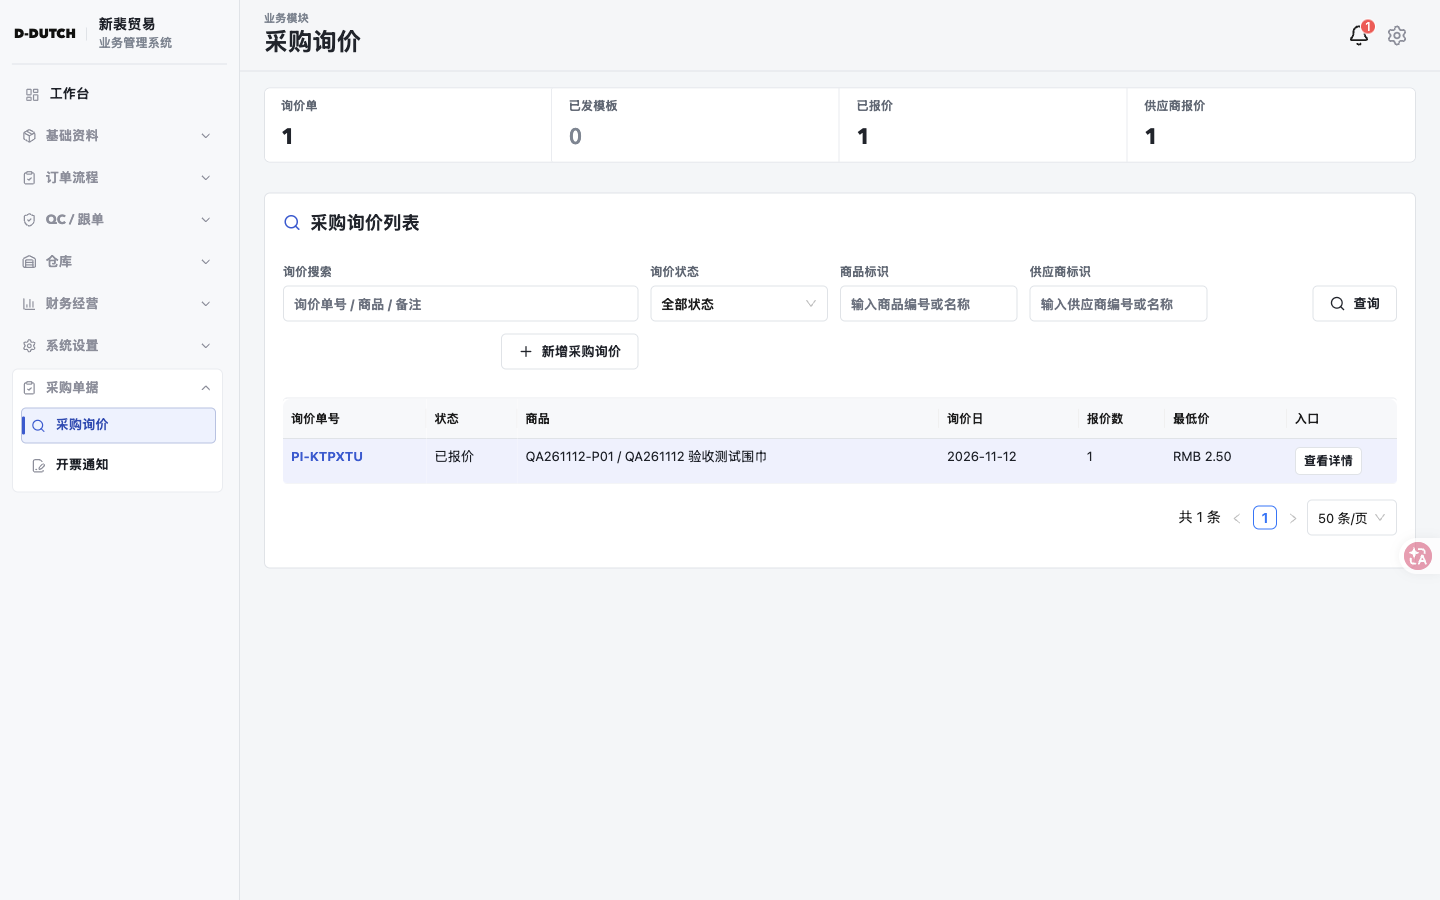 D-DUTCH
新裴贸易
业务管理系统
工作台
基础资料
订单流程
QC / 跟单
仓库
财务经营
系统设置
采购单据
采购询价
开票通知
业务模块
采购询价
1
询价单
1
已发模板
0
已报价
1
供应商报价
1
采购询价列表
询价搜索
询价状态
商品标识
供应商标识
询价单号 / 商品 / 备注
全部状态
输入商品编号或名称
输入供应商编号或名称
查询
新增采购询价
询价单号 状态 商品 询价日 报价数 最低价 入口
PI-KTPXTU 已报价 QA261112-P01 / QA261112 验收测试围巾 2026-11-12 1 RMB 2.50 查看详情
共 1 条 1 50 条/页